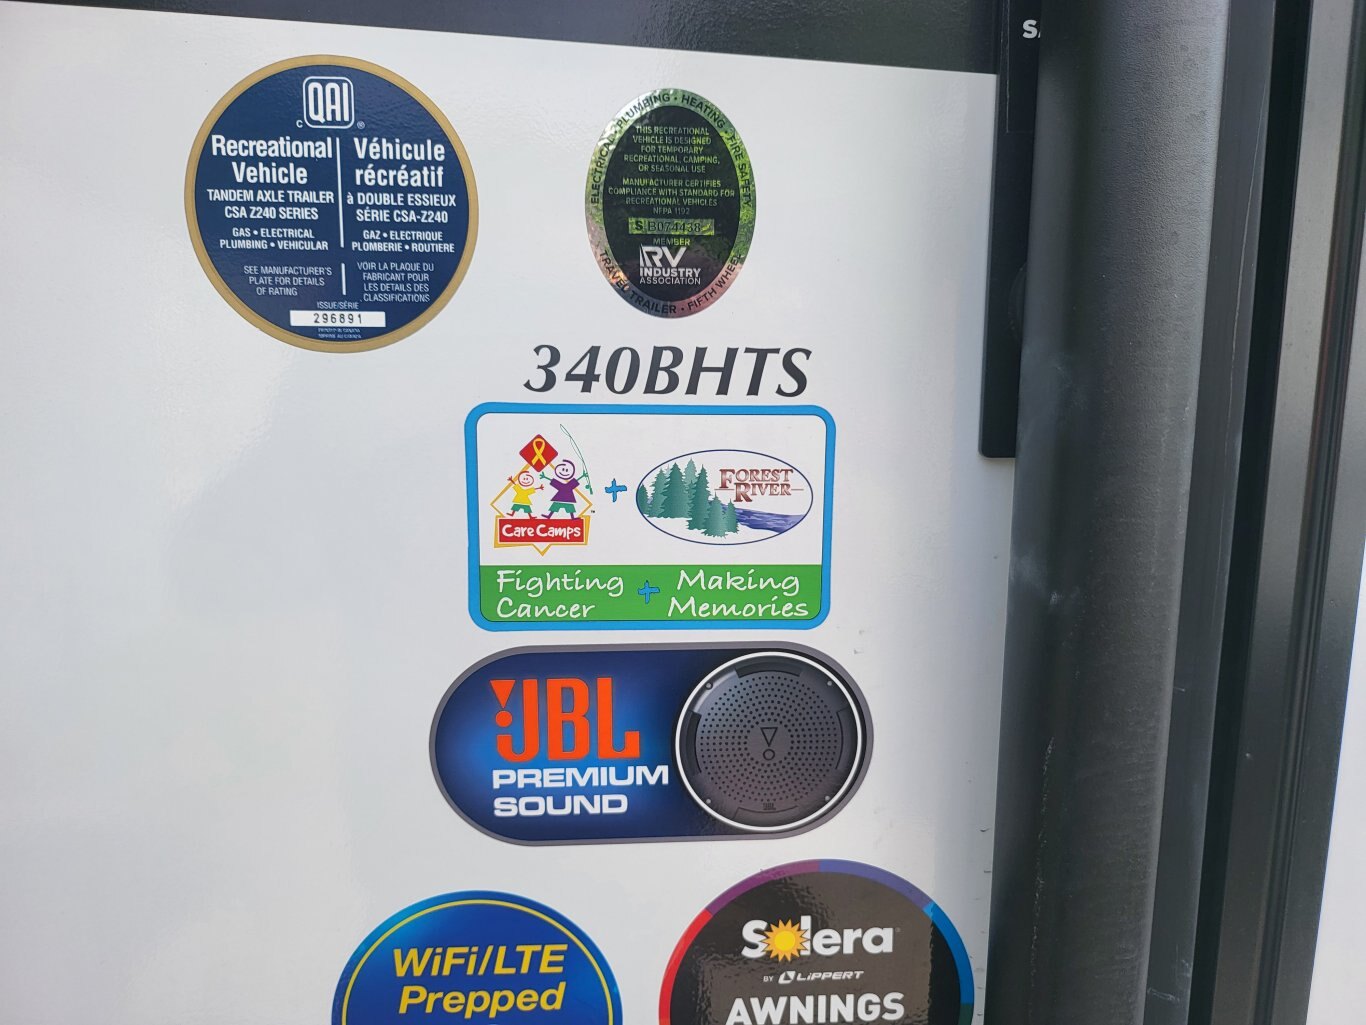 S
QAI
C ®
Recreational
Vehicle
TANDEM AXLE TRAILER
CSA Z240 SERIES
GAS • ELECTRICAL
PLUMBING • VEHICULAR
SEE MANUFACTURER'S
PLATE FOR DETAILS
OF RATING
Véhicule
récréatif
à DOUBLE ESSIEUX
SÉRIE CSA-Z240
GAZ • ELECTRIQUE
PLOMBERIE • ROUTIERE
VOIR LA PLAQUE DU
FABRICANT POUR
LES DETAILS DES
CLASSIFICATIONS
ISSUE/SÉRIE
296891
ELECTRICAL • PLUMBING • HEATING • FIRE SAFETY
THIS RECREATIONAL
VEHICLE IS DESIGNED
FOR TEMPORARY
RECREATIONAL, CAMPING,
OR SEASONAL USE
MANUFACTURER CERTIFIES
COMPLIANCE WITH STANDARD FOR
RECREATIONAL VEHICLES
NFPA 1192
S-B074438
MEMBER
RV
INDUSTRY
ASSOCIATION
TRAVEL TRAILER • FIFTH WHEEL
340BHTS
Care Camps
™
+
FOREST
RIVER
Fighting
Cancer
+
Making
Memories
JBL
PREMIUM
SOUND
JBL
WiFi/LTE
Prepped
Solera
BY LIPPERT
AWNINGS